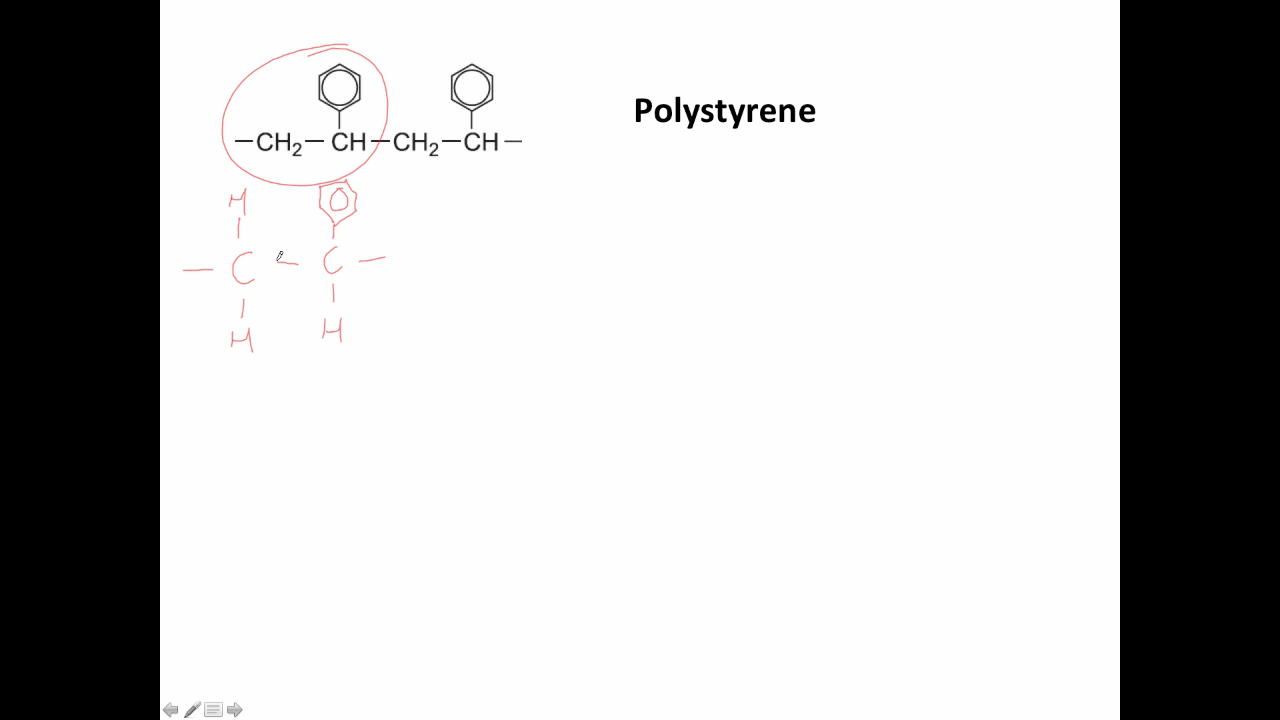 Polystyrene
—CH₂—CH—CH₂—CH—
H
— C — C —
H H